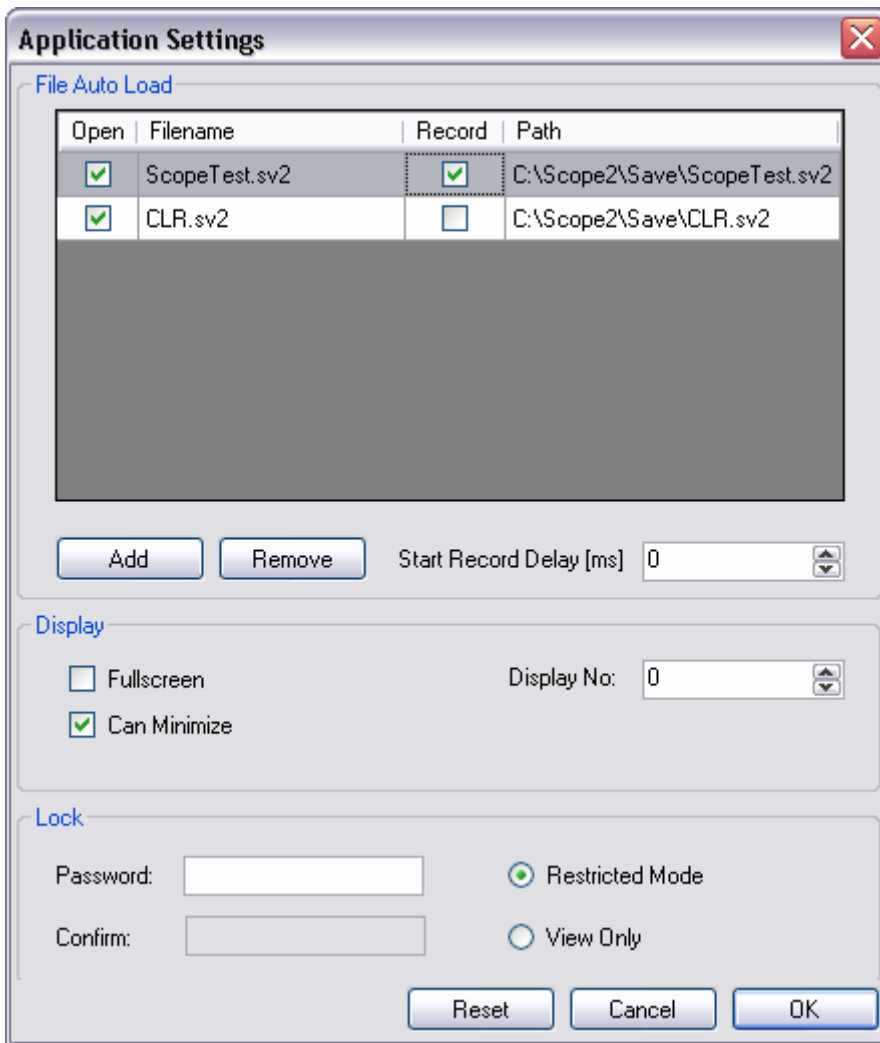 Application Settings
File Auto Load
Open Filename Record Path
ScopeTest.sv2 C:\Scope2\Save\ScopeTest.sv2
CLR.sv2 C:\Scope2\Save\CLR.sv2
Add Remove Start Record Delay [ms] 0
Display
Fullscreen Display No: 0
Can Minimize
Lock
Password: Restricted Mode
Confirm: View Only
Reset Cancel OK